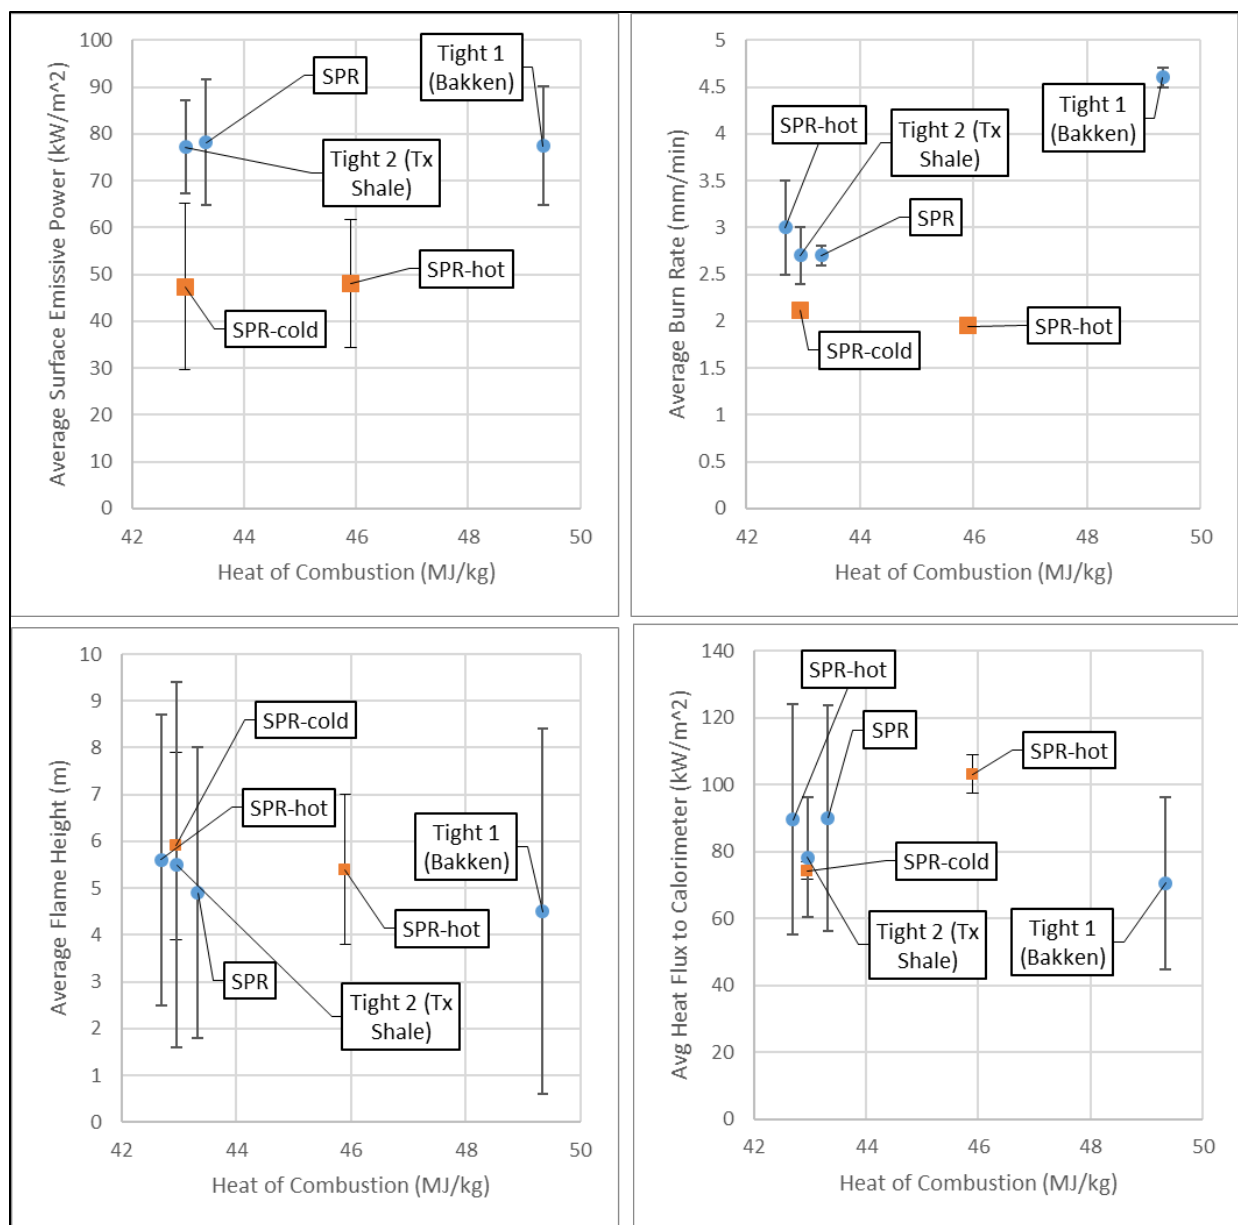 Average Surface Emissive Power (kW/m^2)
100
90
80
70
60
50
40
30
20
10
0
SPR
Tight 1
(Bakken)
Tight 2 (Tx
Shale)
SPR-hot
SPR-cold
42
44
46
48
50
Heat of Combustion (MJ/kg)
Average Burn Rate (mm/min)
5
4.5
4
3.5
3
2.5
2
1.5
1
0.5
0
SPR-hot
Tight 2 (Tx
Shale)
Tight 1
(Bakken)
SPR
SPR-hot
SPR-cold
42
44
46
48
50
Heat of Combustion (MJ/kg)
Average Flame Height (m)
10
9
8
7
6
5
4
3
2
1
0
SPR-cold
SPR-hot
Tight 1
(Bakken)
SPR-hot
SPR
Tight 2 (Tx
Shale)
42
44
46
48
50
Heat of Combustion (MJ/kg)
Avg Heat Flux to Calorimeter (kW/m^2)
140
120
100
80
60
40
20
0
SPR-hot
SPR
SPR-hot
SPR-cold
Tight 2 (Tx
Shale)
Tight 1
(Bakken)
42
44
46
48
50
Heat of Combustion (MJ/kg)